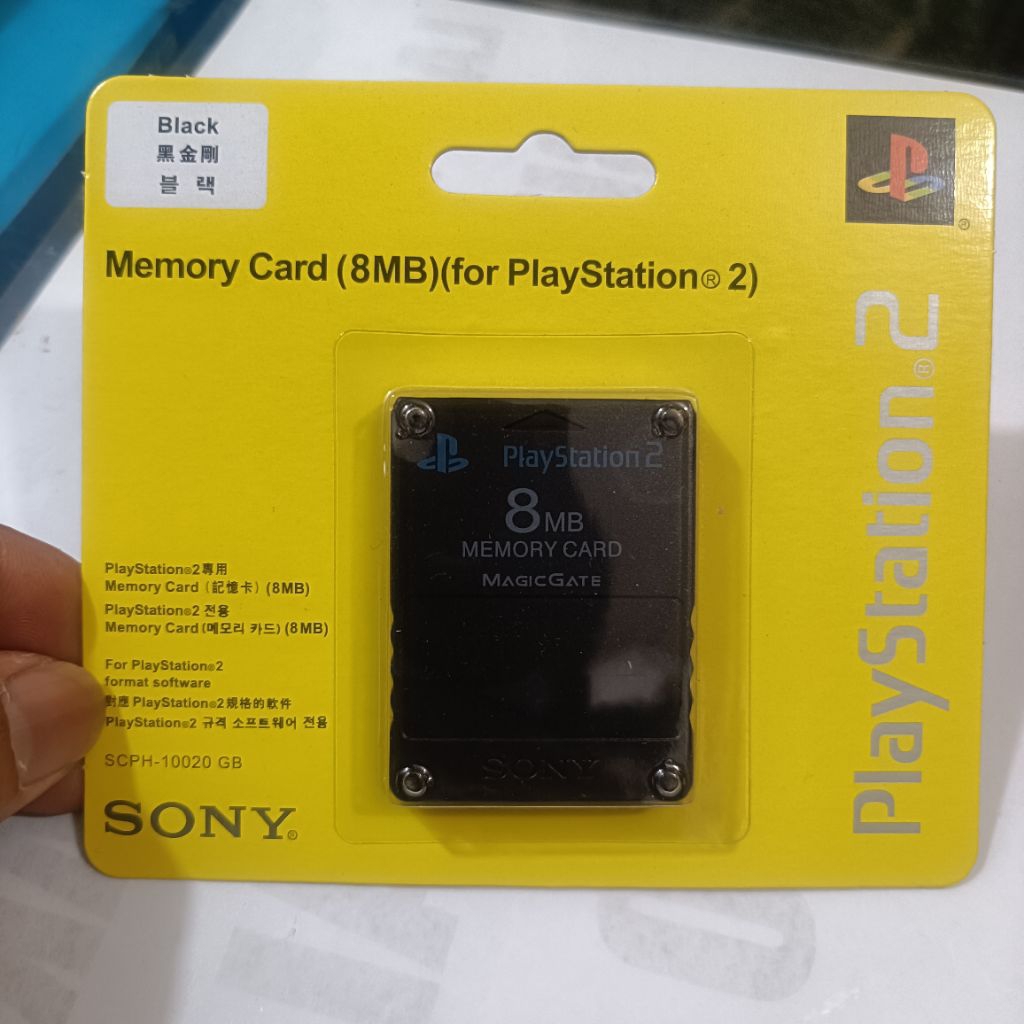 Black
黑金剛
블 랙
Memory Card (8MB)(for PlayStation® 2)
PlayStation®2
PlayStation 2
8MB
MEMORY CARD
MAGICGATE
SONY
PlayStation®2專用
Memory Card (記憶卡) (8MB)
PlayStation®2 전용
Memory Card (메모리 카드) (8MB)
For PlayStation®2
format software
對應 PlayStation®2規格的軟件
PlayStation®2 규격 소프트웨어 전용
SCPH-10020 GB
SONY®